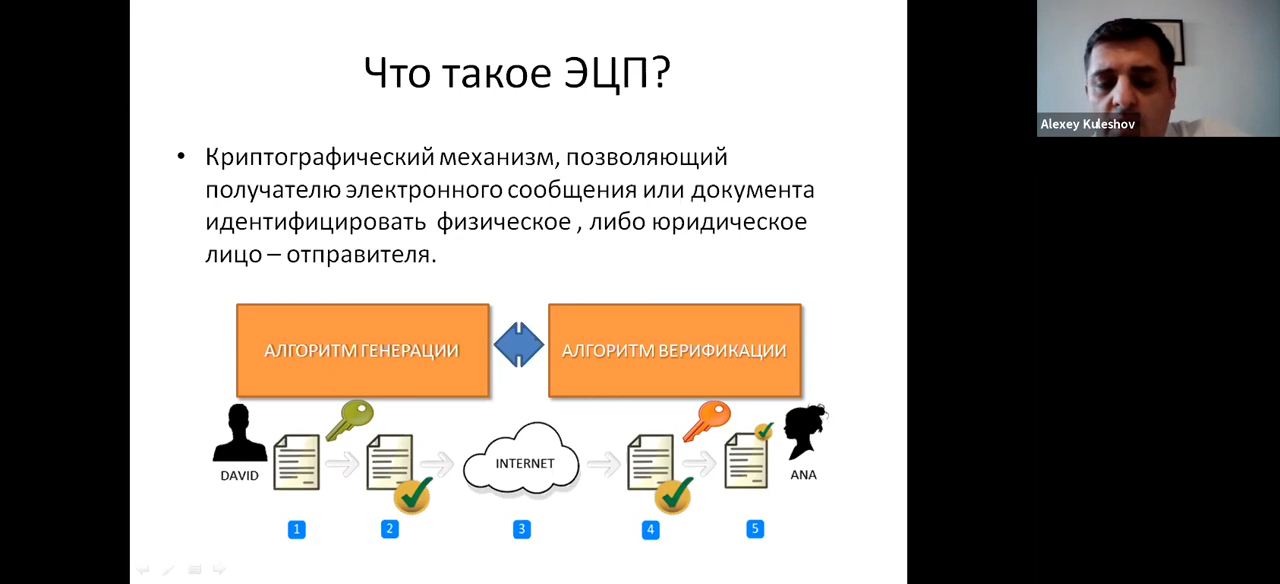 Что такое ЭЦП?
Alexey Kuleshov
• Криптографический механизм, позволяющий
получателю электронного сообщения или документа
идентифицировать физическое , либо юридическое
лицо – отправителя.
АЛГОРИТМ ГЕНЕРАЦИИ
АЛГОРИТМ ВЕРИФИКАЦИИ
DAVID
INTERNET
ANA
1
2
3
4
5